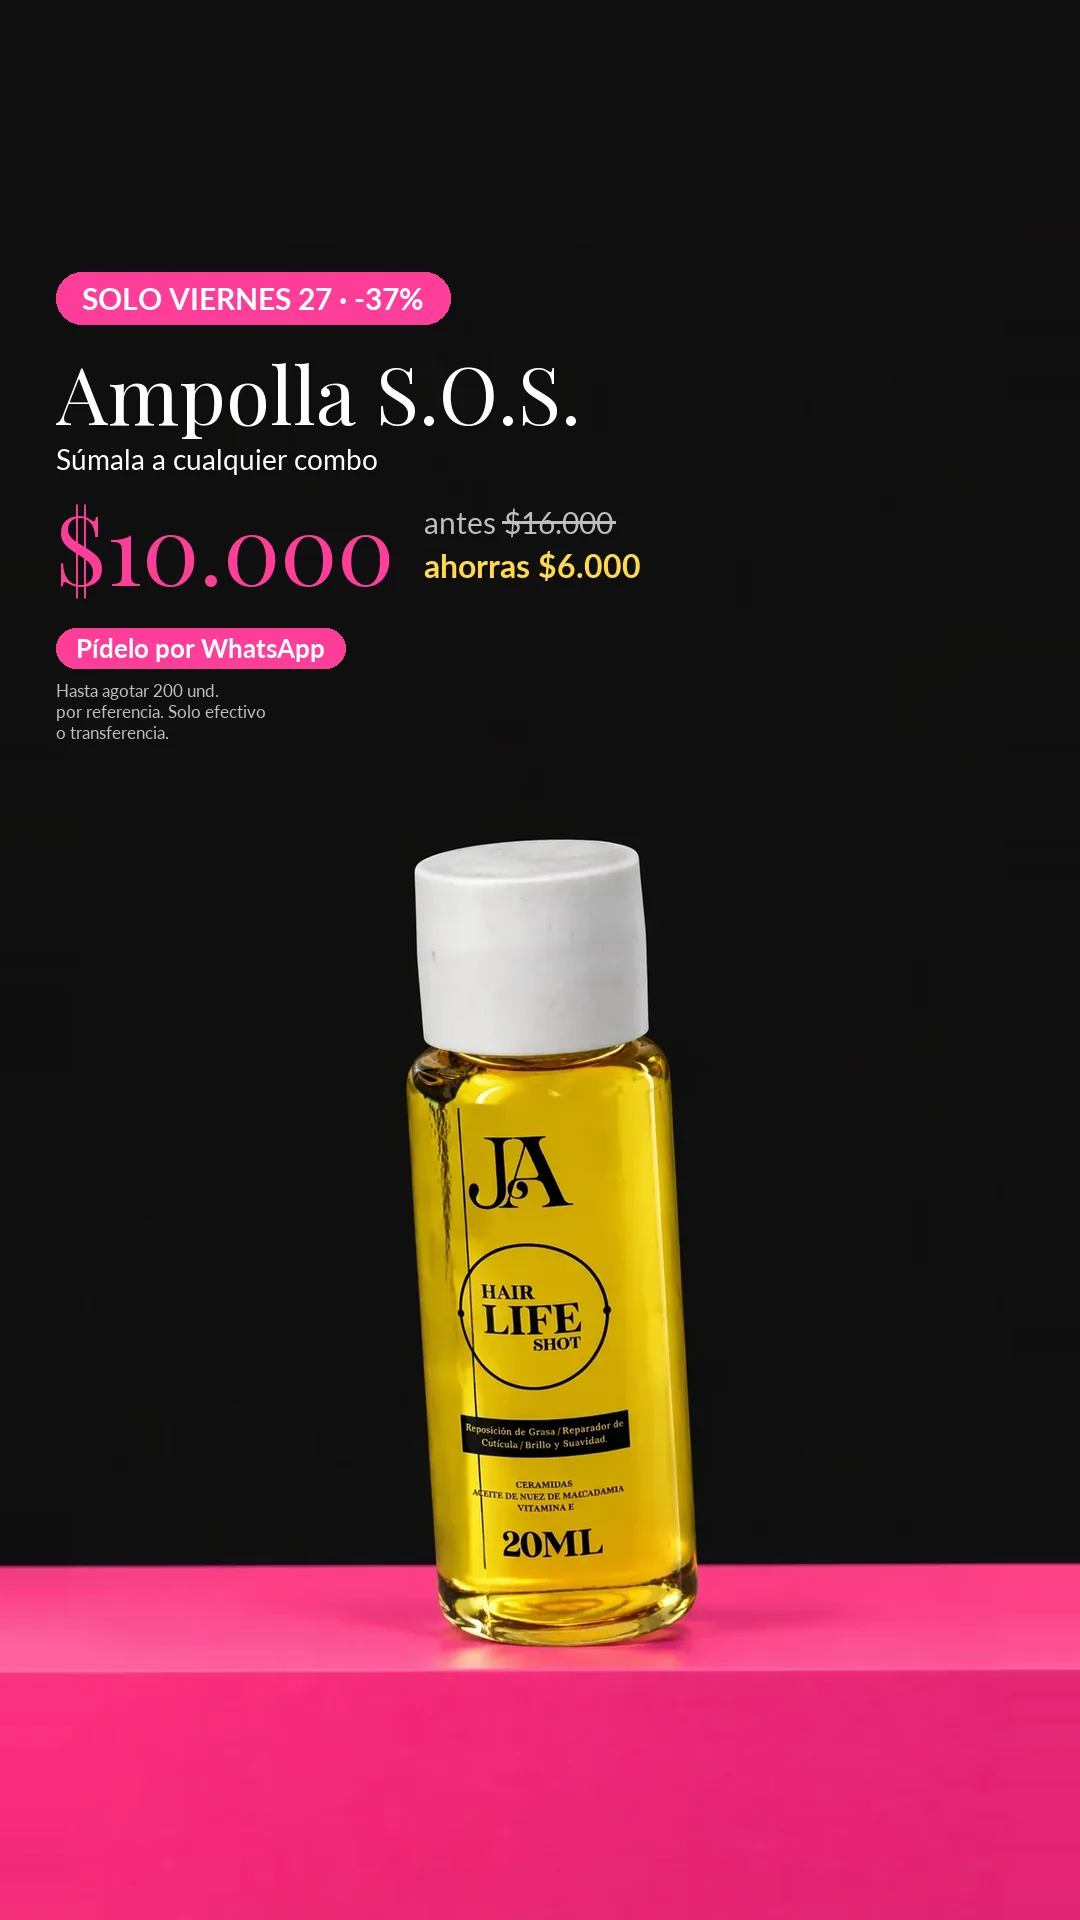 SOLO VIERNES 27 · -37%
Ampolla S.O.S.
Súmala a cualquier combo
$10.000
antes $16.000
ahorras $6.000
Pídelo por WhatsApp
Hasta agotar 200 und.
por referencia. Solo efectivo
o transferencia.
JA
HAIR
LIFE
SHOT
Reposición de Grasa / Reparador de
Cutícula / Brillo y Suavidad.
CERAMIDAS
ACEITE DE NUEZ DE MACCADAMIA
VITAMINA E
20ML